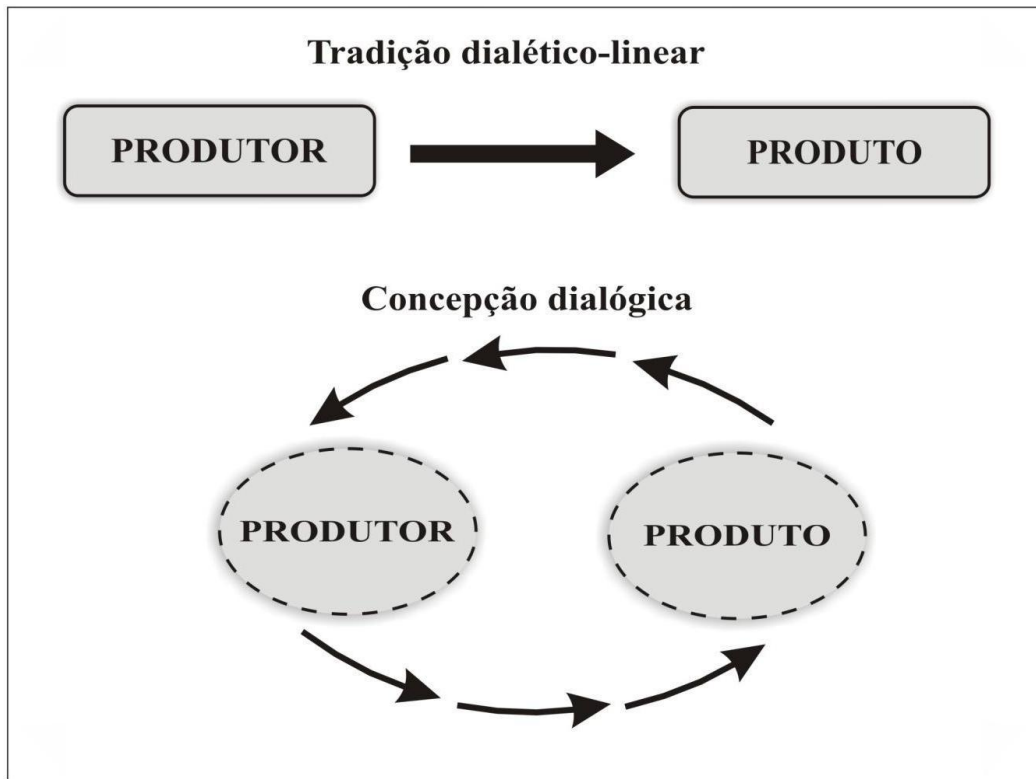 Tradição dialético-linear
PRODUTOR PRODUTO
Concepção dialógica
PRODUTOR PRODUTO